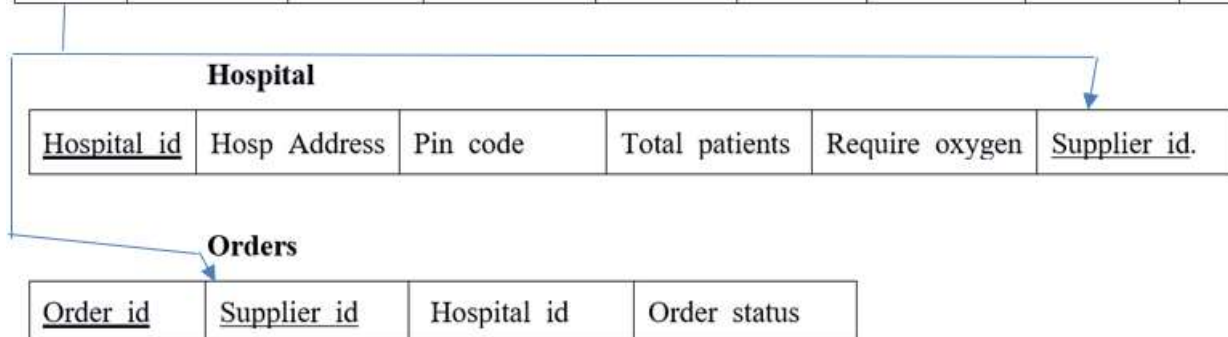 Hospital
Hospital id Hosp Address Pin code Total patients Require oxygen Supplier id.
Orders
Order id Supplier id Hospital id Order status